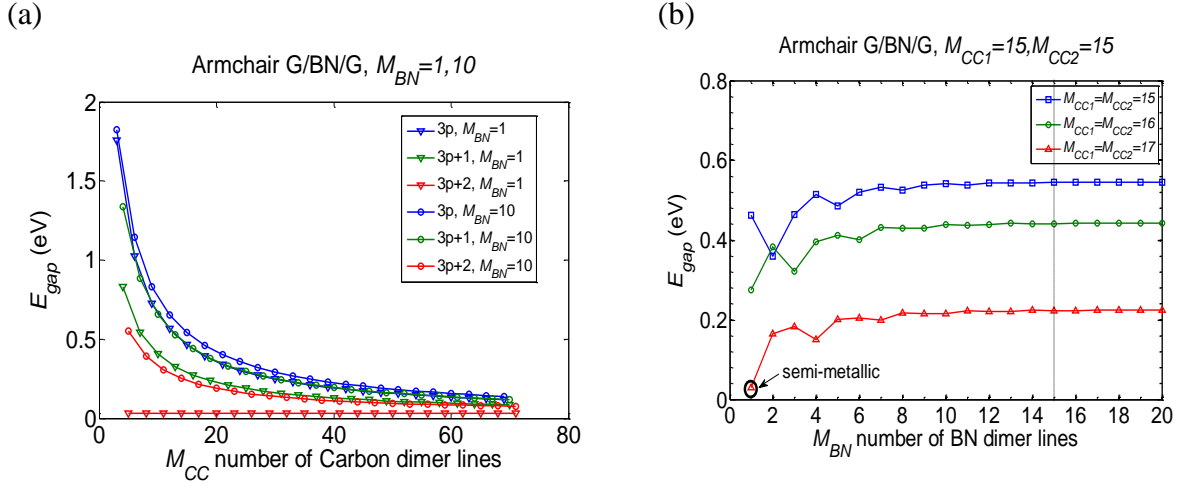 (a)
Armchair G/BN/G, M_BN=1,10
E_gap (eV)
2
1.5
1
0.5
0
3p, M_BN=1
3p+1, M_BN=1
3p+2, M_BN=1
3p, M_BN=10
3p+1, M_BN=10
3p+2, M_BN=10
0 20 40 60 80
M_CC number of Carbon dimer lines
(b)
Armchair G/BN/G, M_CC1=15,M_CC2=15
E_gap (eV)
0.8
0.6
0.4
0.2
0
M_CC1=M_CC2=15
M_CC1=M_CC2=16
M_CC1=M_CC2=17
semi-metallic
0 2 4 6 8 10 12 14 16 18 20
M_BN number of BN dimer lines